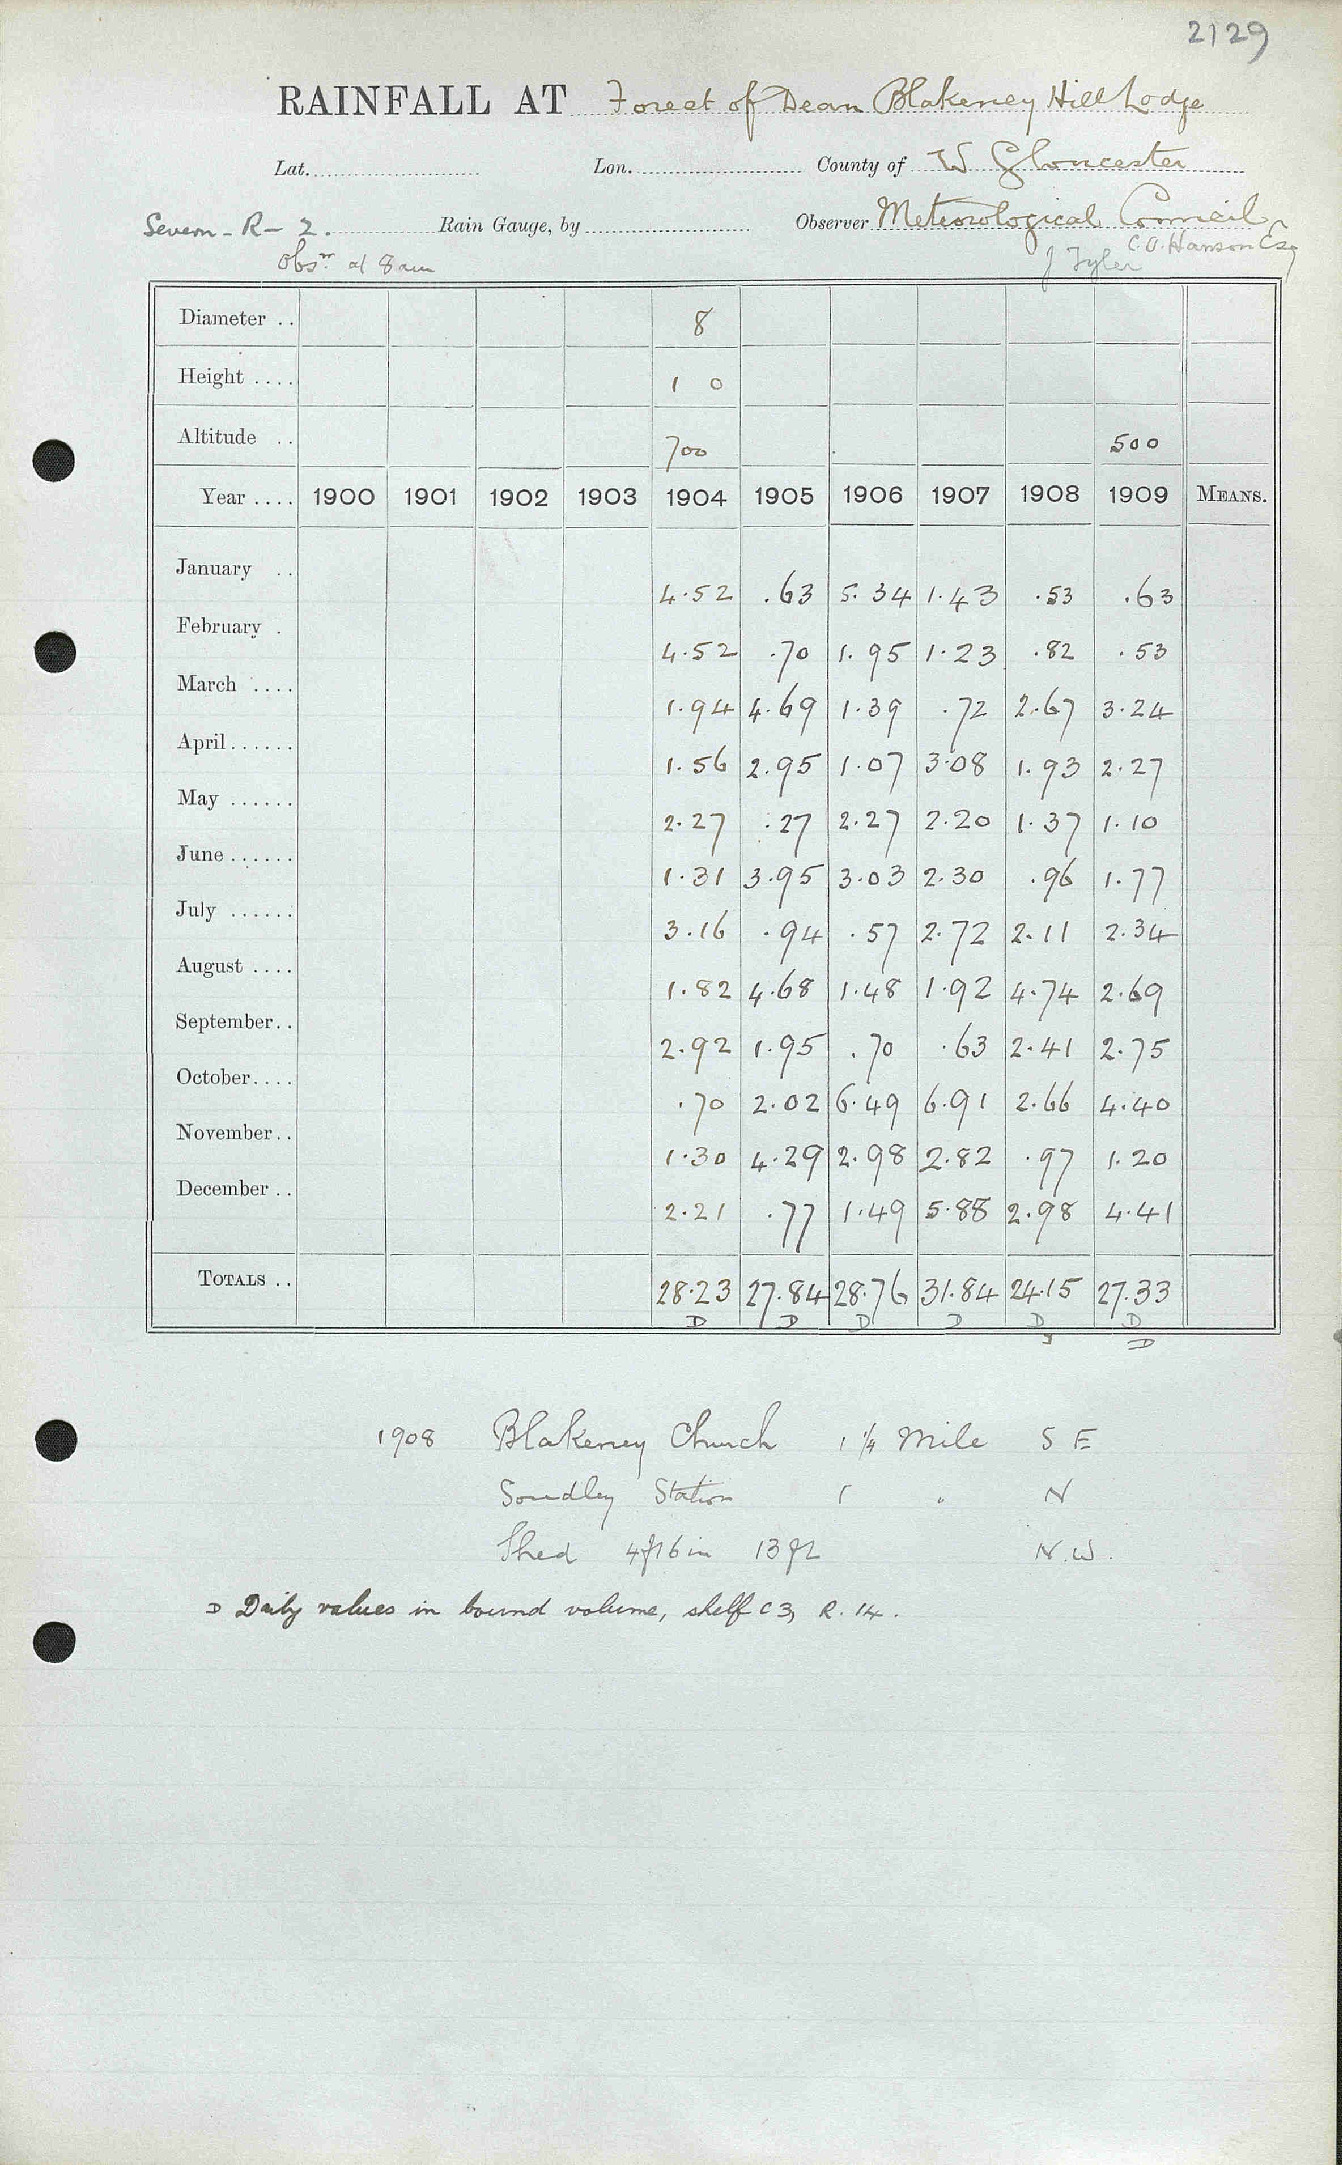 2129
RAINFALL AT Forest of Dean Blakeney Hill Lodge
Lat. Lon. County of W Gloucester
Severn - R - 2. Rain Gauge, by Observer Meteorological Council
Obsn. at 8 am J Tyler C.O. Hanson Esq
Diameter .. 8
Height .... 1 0
Altitude .. 700 500
Year .... 1900 1901 1902 1903 1904 1905 1906 1907 1908 1909 MEANS.
January .. 4.52 .63 5.34 1.43 .53 .63
February . 4.52 .70 1.95 1.23 .82 .53
March .... 1.94 4.69 1.39 .72 2.67 3.24
April...... 1.56 2.95 1.07 3.08 1.93 2.27
May ...... 2.27 .27 2.27 2.20 1.37 1.10
June...... 1.31 3.95 3.03 2.30 .96 1.77
July ...... 3.16 .94 .57 2.72 2.11 2.34
August .... 1.82 4.68 1.48 1.92 4.74 2.69
September.. 2.92 1.95 .70 .63 2.41 2.75
October.... .70 2.02 6.49 6.91 2.66 4.40
November.. 1.30 4.29 2.98 2.82 .97 1.20
December .. 2.21 .77 1.49 5.88 2.98 4.41
TOTALS .. 28.23 27.84 28.76 31.84 24.15 27.33
D D D D D D
D
1908 Blakeney Church 1 1/4 Mile S E
Soudley Station 1 " N
Shed 4ft 6in 13 ft N.W.
D Daily values in bound volume, shelf C3, R. 14.